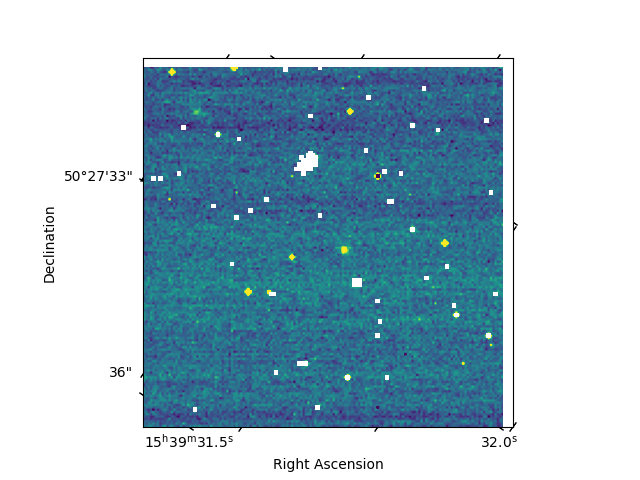 50°27'33"
Declination
36"
15ʰ39ᵐ31.5ˢ
32.0ˢ
Right Ascension